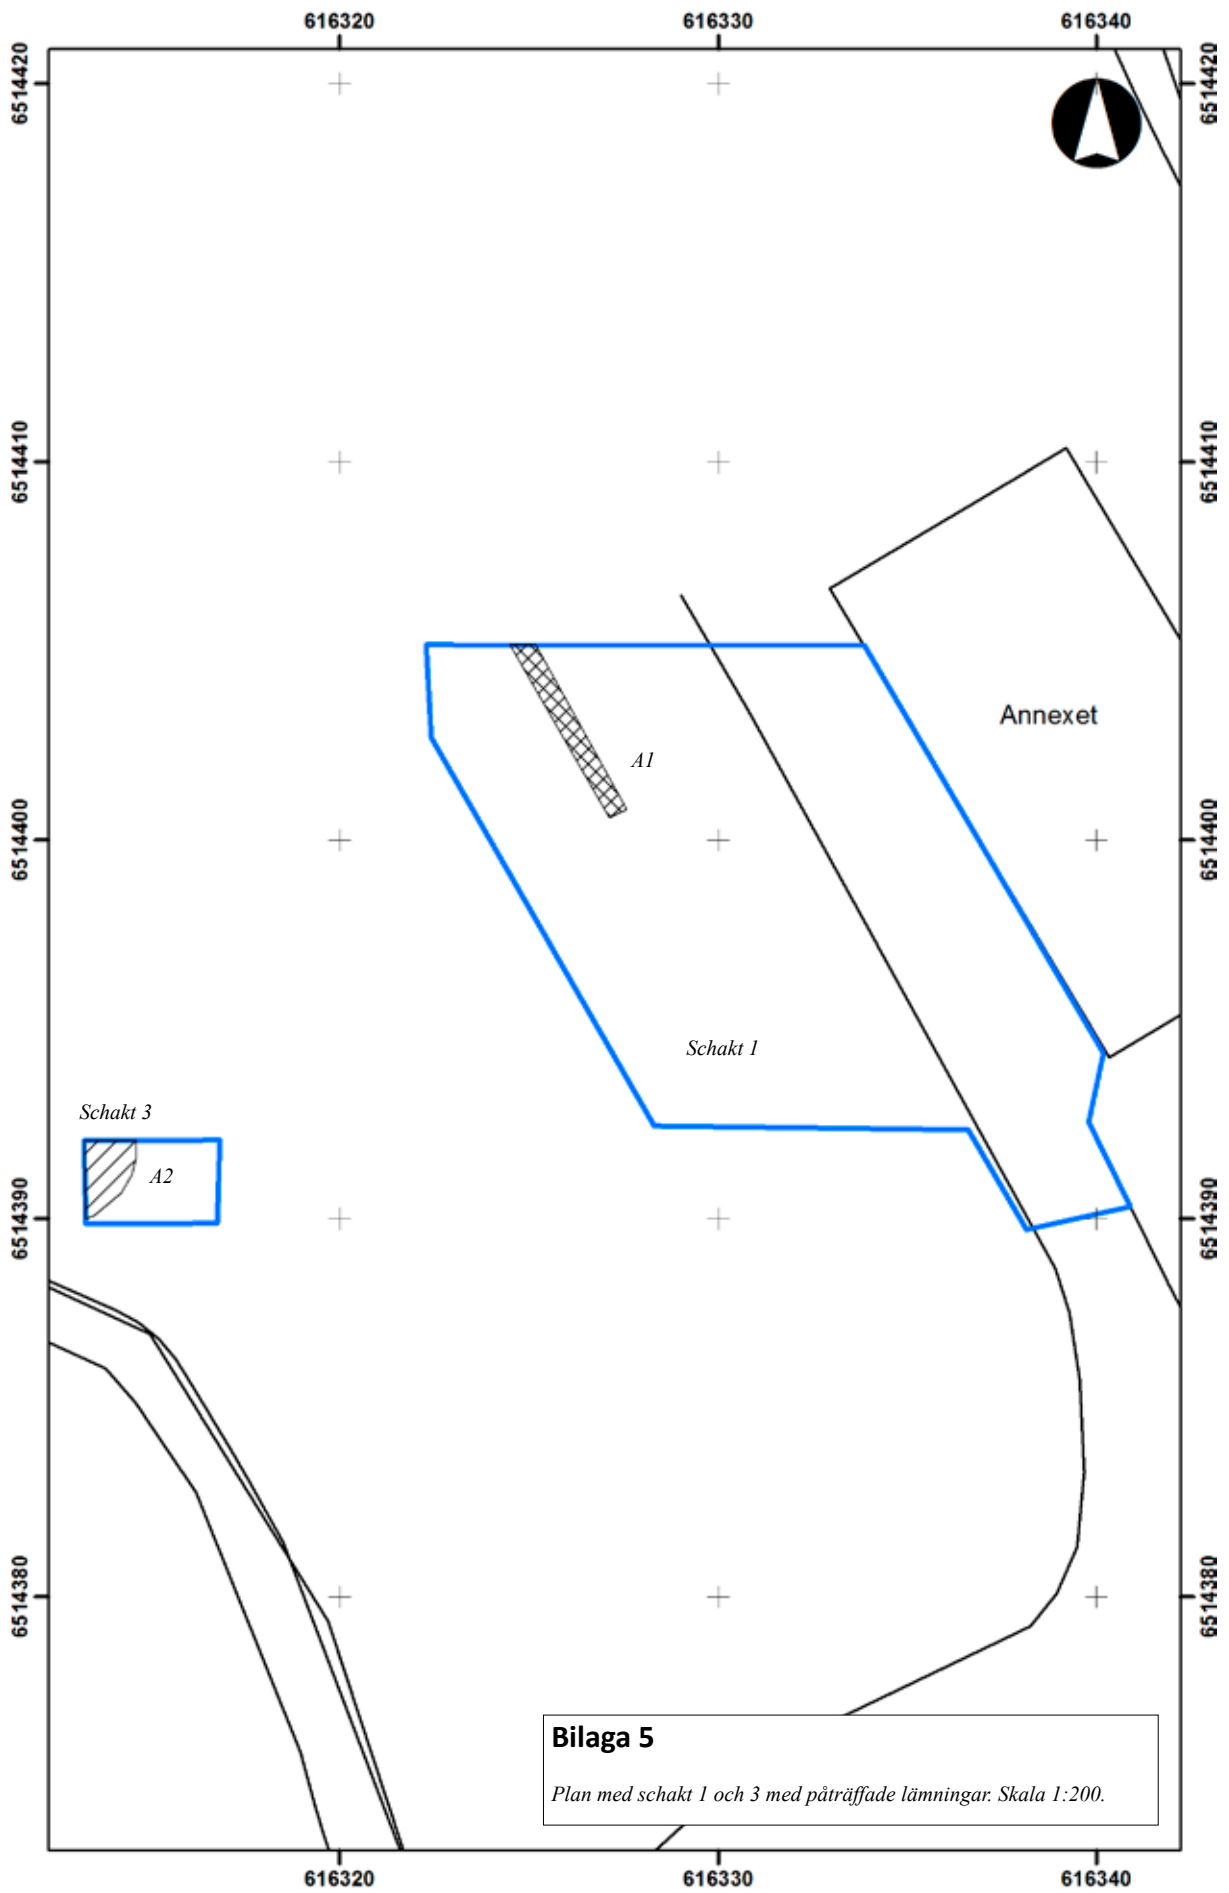 616320
616330
616340
6514420
6514420
6514410
6514410
Annexet
A1
6514400
6514400
Schakt 1
Schakt 3
A2
6514390
6514390
6514380
6514380
Bilaga 5
Plan med schakt 1 och 3 med påträffade lämningar. Skala 1:200.
616320
616330
616340